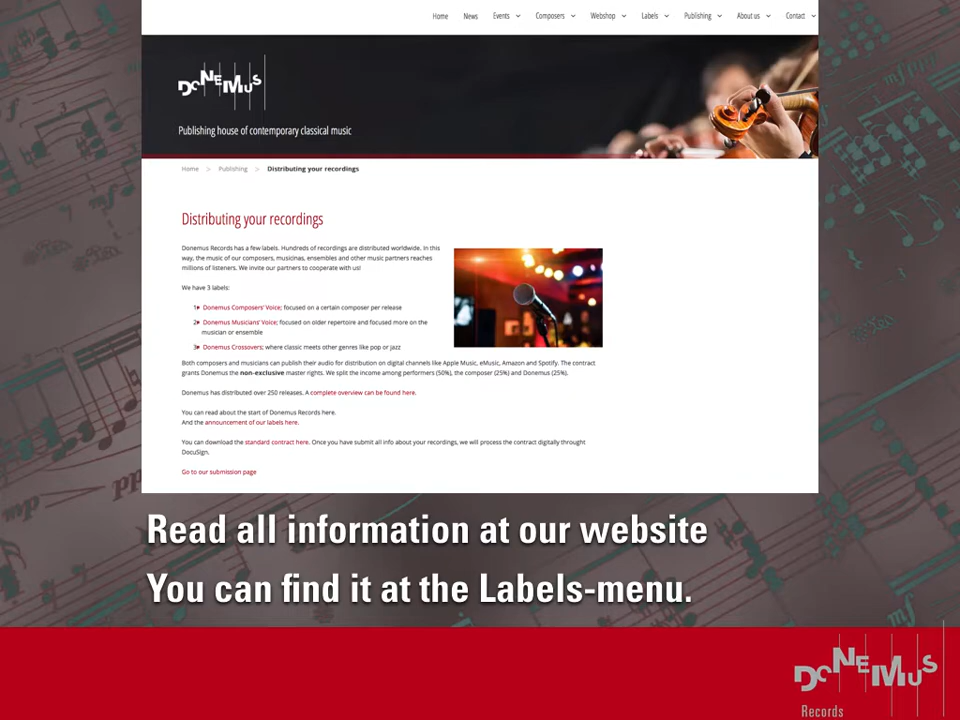 Home News Events Composers Webshop Labels Publishing About us Contact
DONEMUS
Publishing house of contemporary classical music
Home > Publishing > Distributing your recordings
Distributing your recordings
Donemus Records has a few labels. Hundreds of recordings are distributed worldwide. In this
way, the music of our composers, musicinas, ensembles and other music partners reaches
millions of listeners. We invite our partners to cooperate with us!
We have 3 labels:
1 Donemus Composers' Voice; focused on a certain composer per release
2 Donemus Musicians' Voice; focused on older repertoire and focused more on the
musician or ensemble
3 Donemus Crossovers; where classic meets other genres like pop or jazz
Both composers and musicians can publish their audio for distribution on digital channels like Apple Music, eMusic, Amazon and Spotify. The contract
grants Donemus the non-exclusive master rights. We split the income among performers (50%), the composer (25%) and Donemus (25%).
Donemus has distributed over 250 releases. A complete overview can be found here.
You can read about the start of Donemus Records here.
And the announcement of our labels here.
You can download the standard contract here. Once you have submit all info about your recordings, we will process the contract digitally throught
DocuSign.
Go to our submission page
Read all information at our website
You can find it at the Labels-menu.
DONEMUS
Records